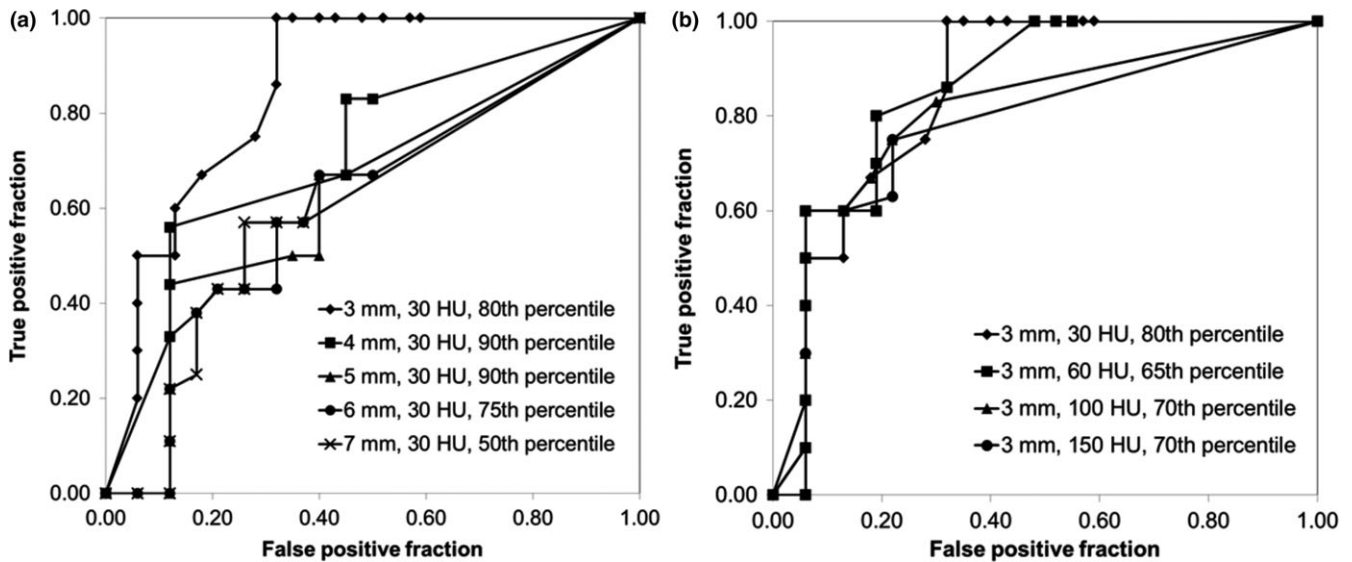 (a)
True positive fraction
1.00
0.80
0.60
0.40
0.20
0.00
3 mm, 30 HU, 80th percentile
4 mm, 30 HU, 90th percentile
5 mm, 30 HU, 90th percentile
6 mm, 30 HU, 75th percentile
7 mm, 30 HU, 50th percentile
0.00 0.20 0.40 0.60 0.80 1.00
False positive fraction
(b)
True positive fraction
1.00
0.80
0.60
0.40
0.20
0.00
3 mm, 30 HU, 80th percentile
3 mm, 60 HU, 65th percentile
3 mm, 100 HU, 70th percentile
3 mm, 150 HU, 70th percentile
0.00 0.20 0.40 0.60 0.80 1.00
False positive fraction